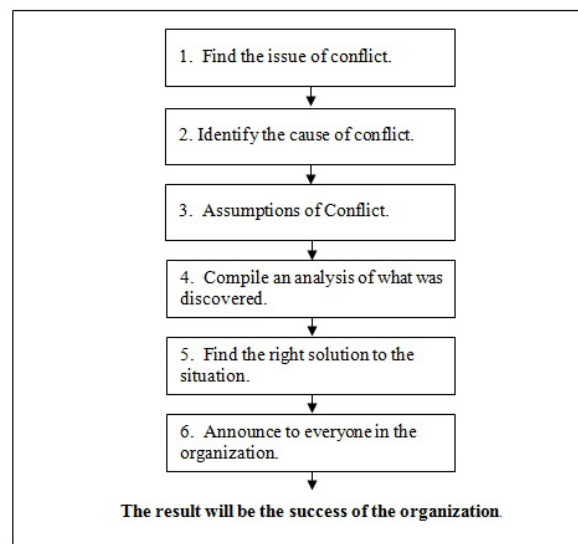 1. Find the issue of conflict.
2. Identify the cause of conflict.
3. Assumptions of Conflict.
4. Compile an analysis of what was
discovered.
5. Find the right solution to the
situation.
6. Announce to everyone in the
organization.
The result will be the success of the organization.